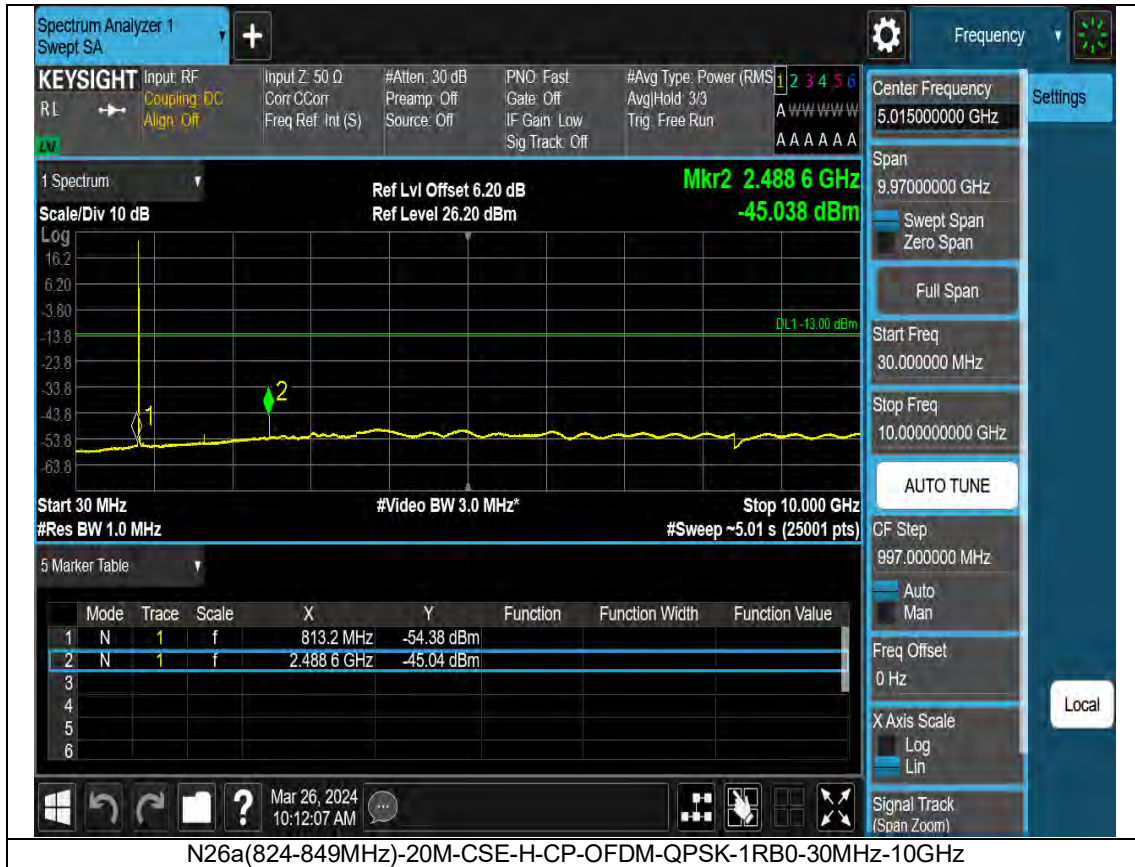 Spectrum Analyzer 1
Swept SA
+
Frequency
KEYSIGHT
RL
Input: RF
Coupling: DC
Align: Off
Input Z: 50 Ω
Corr CCorr
Freq Ref: Int (S)
#Atten: 30 dB
Preamp: Off
Source: Off
PNO: Fast
Gate: Off
IF Gain: Low
Sig Track: Off
#Avg Type: Power (RMS
Avg|Hold: 3/3
Trig: Free Run
1 2 3 4 5 6
A W W W W W
A A A A A A
1 Spectrum
Scale/Div 10 dB
Ref Lvl Offset 6.20 dB
Ref Level 26.20 dBm
Mkr2 2.488 6 GHz
-45.038 dBm
Log
16.2
6.20
-3.80
-13.8
-23.8
-33.8
-43.8
-53.8
-63.8
DL1 -13.00 dBm
1
2
Start 30 MHz
#Res BW 1.0 MHz
#Video BW 3.0 MHz*
Stop 10.000 GHz
#Sweep ~5.01 s (25001 pts)
5 Marker Table
Mode Trace Scale X Y Function Function Width Function Value
1 N 1 f 813.2 MHz -54.38 dBm
2 N 1 f 2.488 6 GHz -45.04 dBm
3
4
5
6
Center Frequency
5.015000000 GHz
Settings
Span
9.97000000 GHz
Swept Span
Zero Span
Full Span
Start Freq
30.000000 MHz
Stop Freq
10.000000000 GHz
AUTO TUNE
CF Step
997.000000 MHz
Auto
Man
Freq Offset
0 Hz
Local
X Axis Scale
Log
Lin
Signal Track
(Span Zoom)
?
Mar 26, 2024
10:12:07 AM
N26a(824-849MHz)-20M-CSE-H-CP-OFDM-QPSK-1RB0-30MHz-10GHz